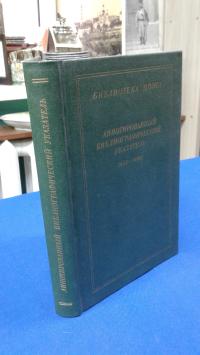 БИБЛИОТЕКА ПОЭТА
АННОТИРОВАННЫЙ
БИБЛИОГРАФИЧЕСКИЙ
УКАЗАТЕЛЬ
АННОТИРОВАННЫЙ БИБЛИОГРАФИЧЕСКИЙ УКАЗАТЕЛЬ